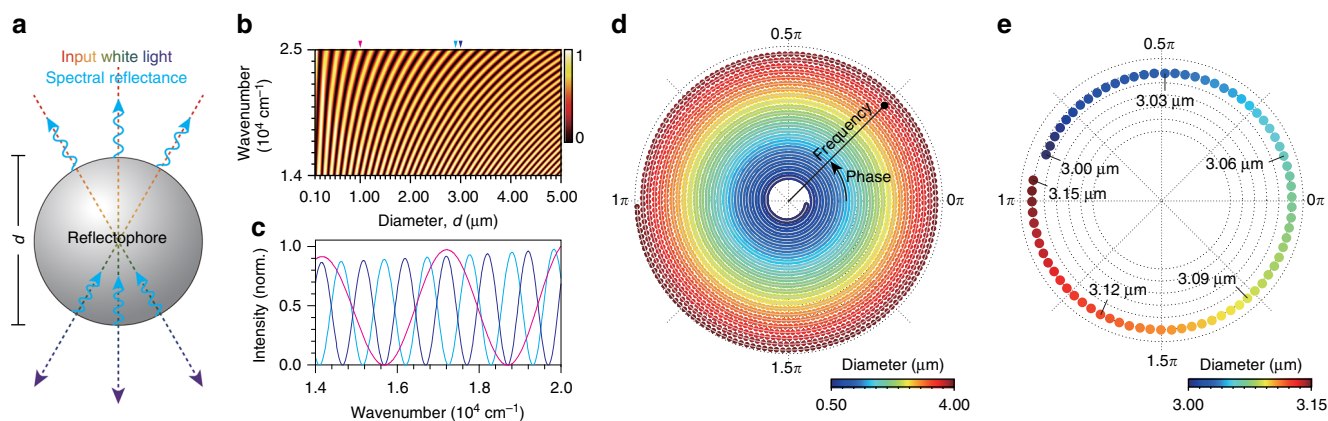 a
Input white light
Spectral reflectance
d
Reflectophore
b
Wavenumber
(10⁴ cm⁻¹)
2.5
1.4
0.10
1.00
2.00
3.00
4.00
5.00
Diameter, d (μm)
1
0
c
Intensity (norm.)
1.0
0.5
0.0
1.4
1.6
1.8
2.0
Wavenumber (10⁴ cm⁻¹)
d
0.5π
Frequency
Phase
1π
0π
1.5π
Diameter (μm)
0.50
4.00
e
0.5π
3.03 μm
3.00 μm
3.06 μm
3.15 μm
1π
0π
3.09 μm
3.12 μm
1.5π
Diameter (μm)
3.00
3.15